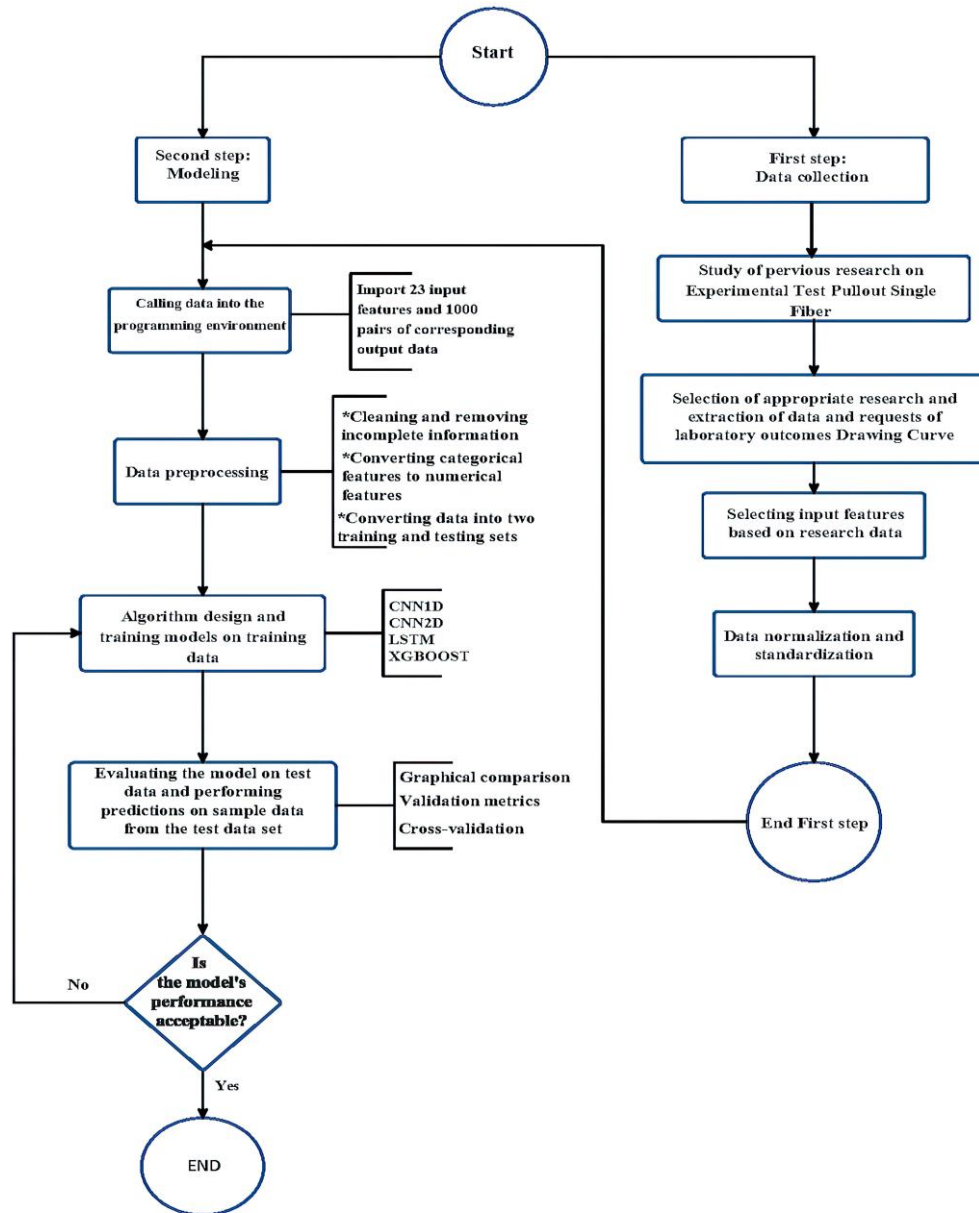 Start
Second step:
Modeling
First step:
Data collection
Calling data into the
programming environment
Import 23 input
features and 1000
pairs of corresponding
output data
Study of pervious research on
Experimental Test Pullout Single
Fiber
Selection of appropriate research and
extraction of data and requests of
laboratory outcomes Drawing Curve
Data preprocessing
*Cleaning and removing
incomplete information
*Converting categorical
features to numerical
features
*Converting data into two
training and testing sets
Selecting input features
based on research data
Algorithm design and
training models on training
data
CNN1D
CNN2D
LSTM
XGBOOST
Data normalization and
standardization
Evaluating the model on test
data and performing
predictions on sample data
from the test data set
Graphical comparison
Validation metrics
Cross-validation
End First step
Is
the model's
performance
acceptable?
No
Yes
END